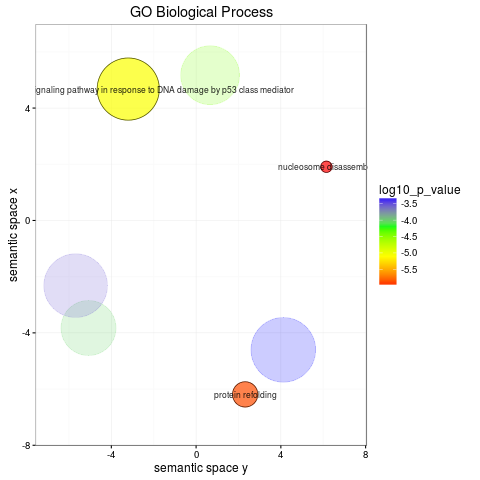 GO Biological Process
gnaling pathway in response to DNA damage by p53 class mediator
nucleosome disassemb
protein refolding
semantic space x
4
0
-4
-8
-4
0
4
8
semantic space y
log10_p_value
-3.5
-4.0
-4.5
-5.0
-5.5